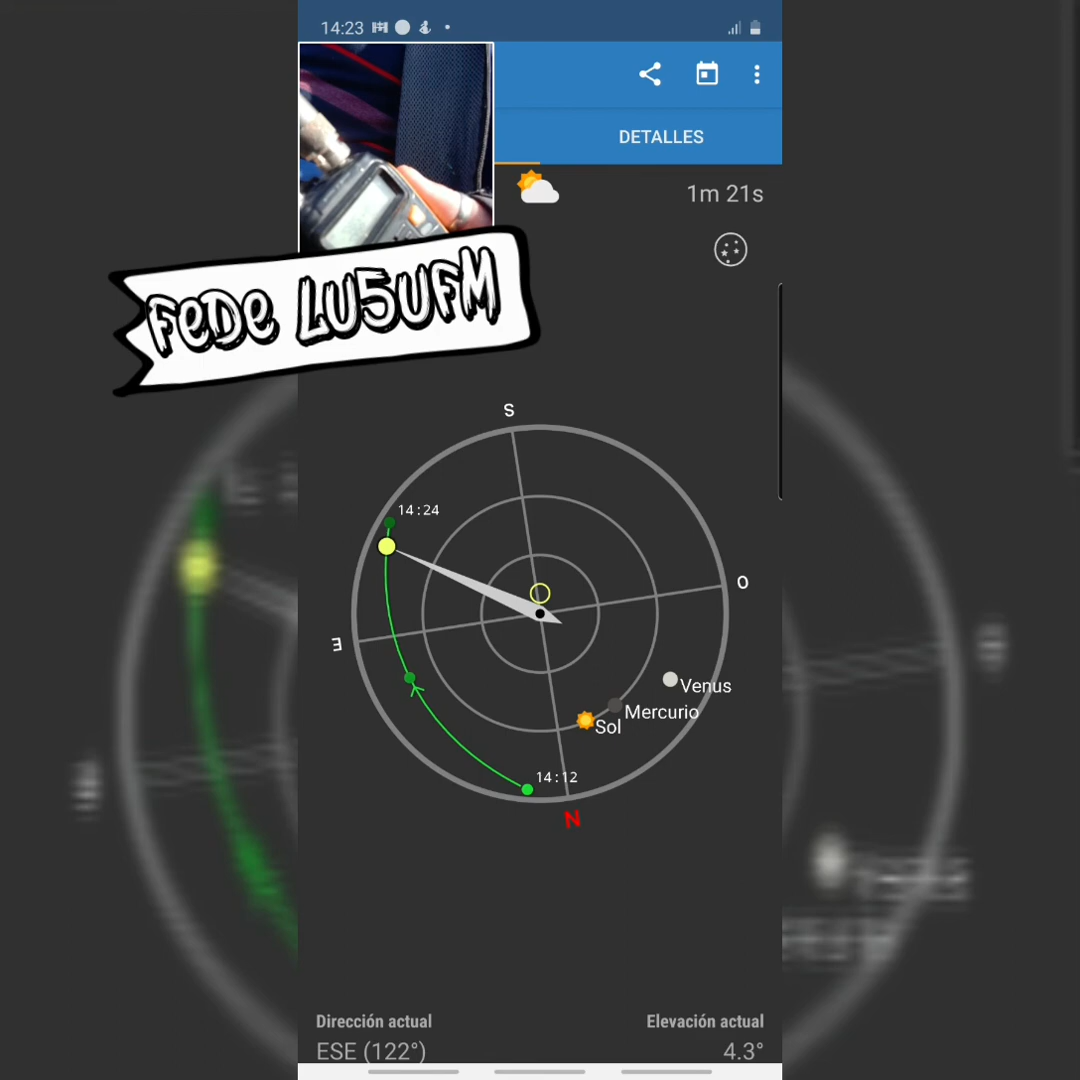 14:23
DETALLES
1m 21s
FeDe LU5UFM
S
14:24
O
E
Venus
Mercurio
Sol
14:12
N
Dirección actual
Elevación actual
ESE (122°)
4.3°